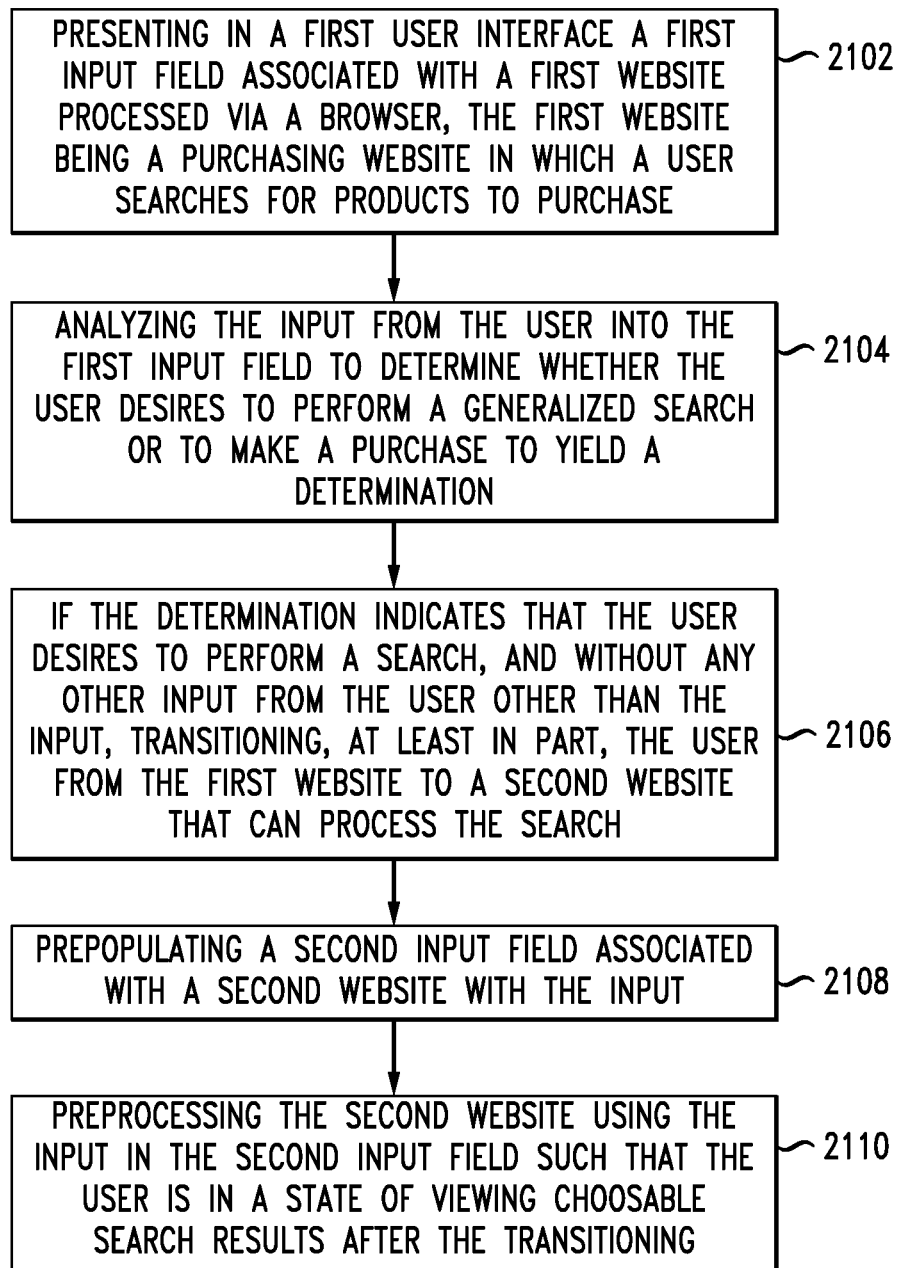 PRESENTING IN A FIRST USER INTERFACE A FIRST
INPUT FIELD ASSOCIATED WITH A FIRST WEBSITE
PROCESSED VIA A BROWSER, THE FIRST WEBSITE
BEING A PURCHASING WEBSITE IN WHICH A USER
SEARCHES FOR PRODUCTS TO PURCHASE
2102
ANALYZING THE INPUT FROM THE USER INTO THE
FIRST INPUT FIELD TO DETERMINE WHETHER THE
USER DESIRES TO PERFORM A GENERALIZED SEARCH
OR TO MAKE A PURCHASE TO YIELD A
DETERMINATION
2104
IF THE DETERMINATION INDICATES THAT THE USER
DESIRES TO PERFORM A SEARCH, AND WITHOUT ANY
OTHER INPUT FROM THE USER OTHER THAN THE
INPUT, TRANSITIONING, AT LEAST IN PART, THE USER
FROM THE FIRST WEBSITE TO A SECOND WEBSITE
THAT CAN PROCESS THE SEARCH
2106
PREPOPULATING A SECOND INPUT FIELD ASSOCIATED
WITH A SECOND WEBSITE WITH THE INPUT
2108
PREPROCESSING THE SECOND WEBSITE USING THE
INPUT IN THE SECOND INPUT FIELD SUCH THAT THE
USER IS IN A STATE OF VIEWING CHOOSABLE
SEARCH RESULTS AFTER THE TRANSITIONING
2110